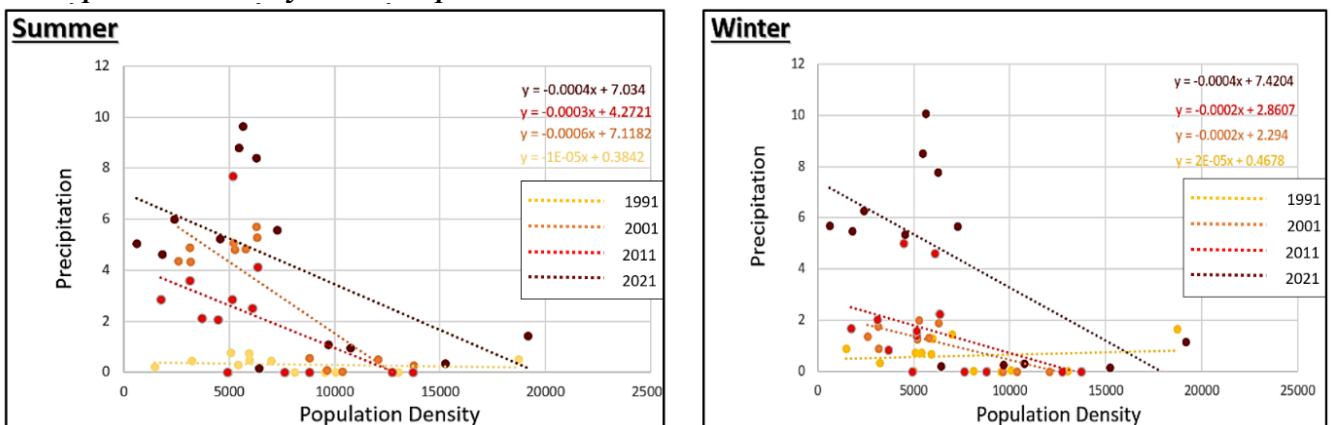 Summer
12
10
8
6
4
2
0
0
5000
10000
15000
20000
25000
Precipitation
Population Density
y = -0.0004x + 7.034
y = -0.0003x + 4.2721
y = -0.0006x + 7.1182
y = -1E-05x + 0.3842
1991
2001
2011
2021
Winter
12
10
8
6
4
2
0
0
5000
10000
15000
20000
25000
Precipitation
Population Density
y = -0.0004x + 7.4204
y = -0.0002x + 2.8607
y = -0.0002x + 2.294
y = 2E-05x + 0.4678
1991
2001
2011
2021